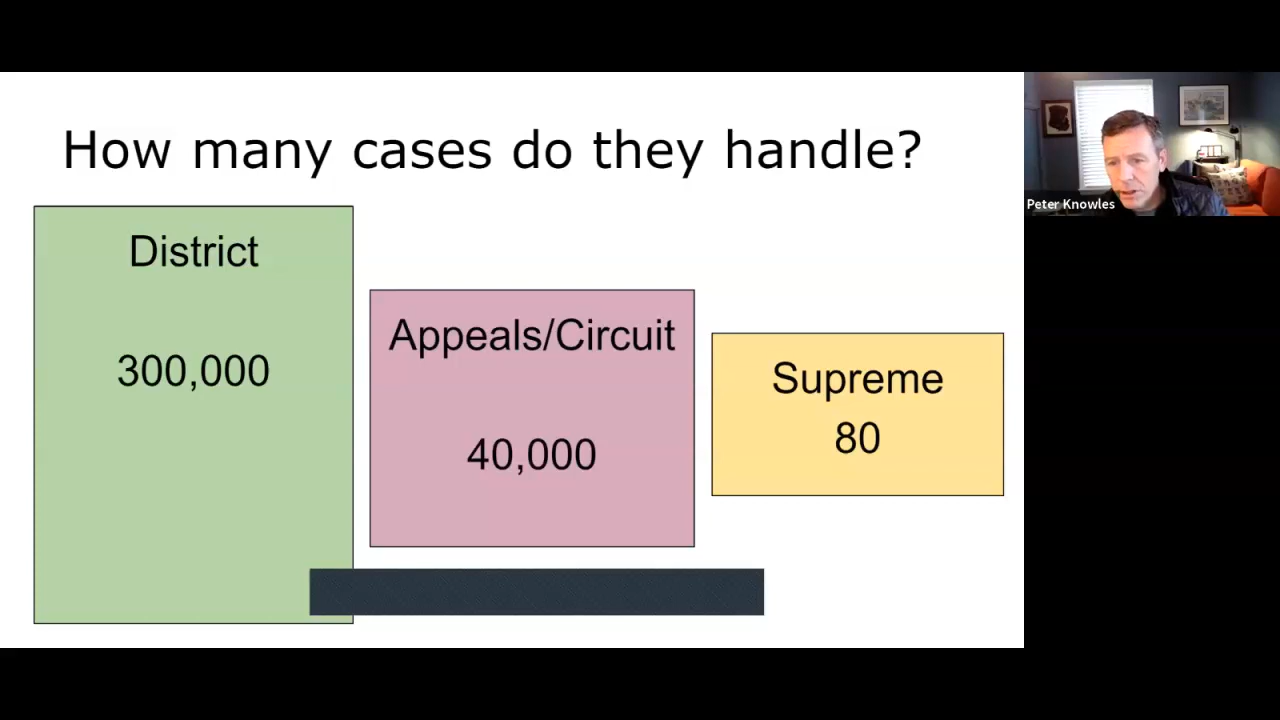 How many cases do they handle?
District
300,000
Appeals/Circuit
40,000
Supreme
80
Peter Knowles